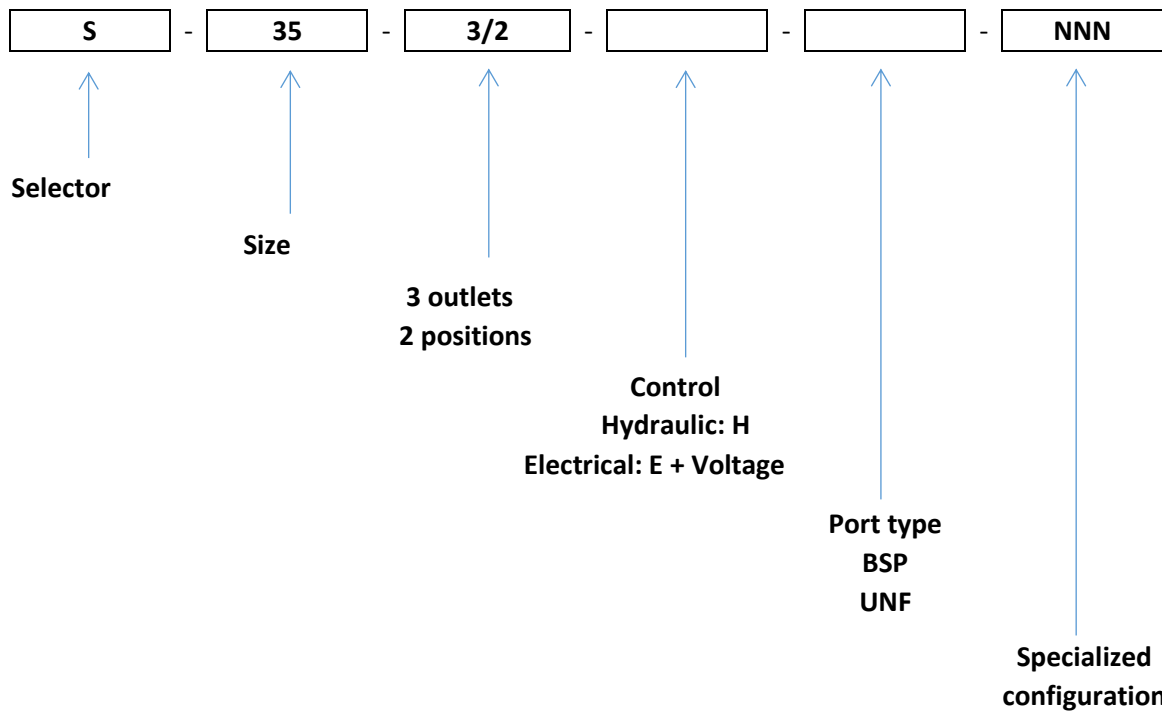 S - 35 - 3/2 - - - NNN
Selector
Size
3 outlets
2 positions
Control
Hydraulic: H
Electrical: E + Voltage
Port type
BSP
UNF
Specialized
configuration